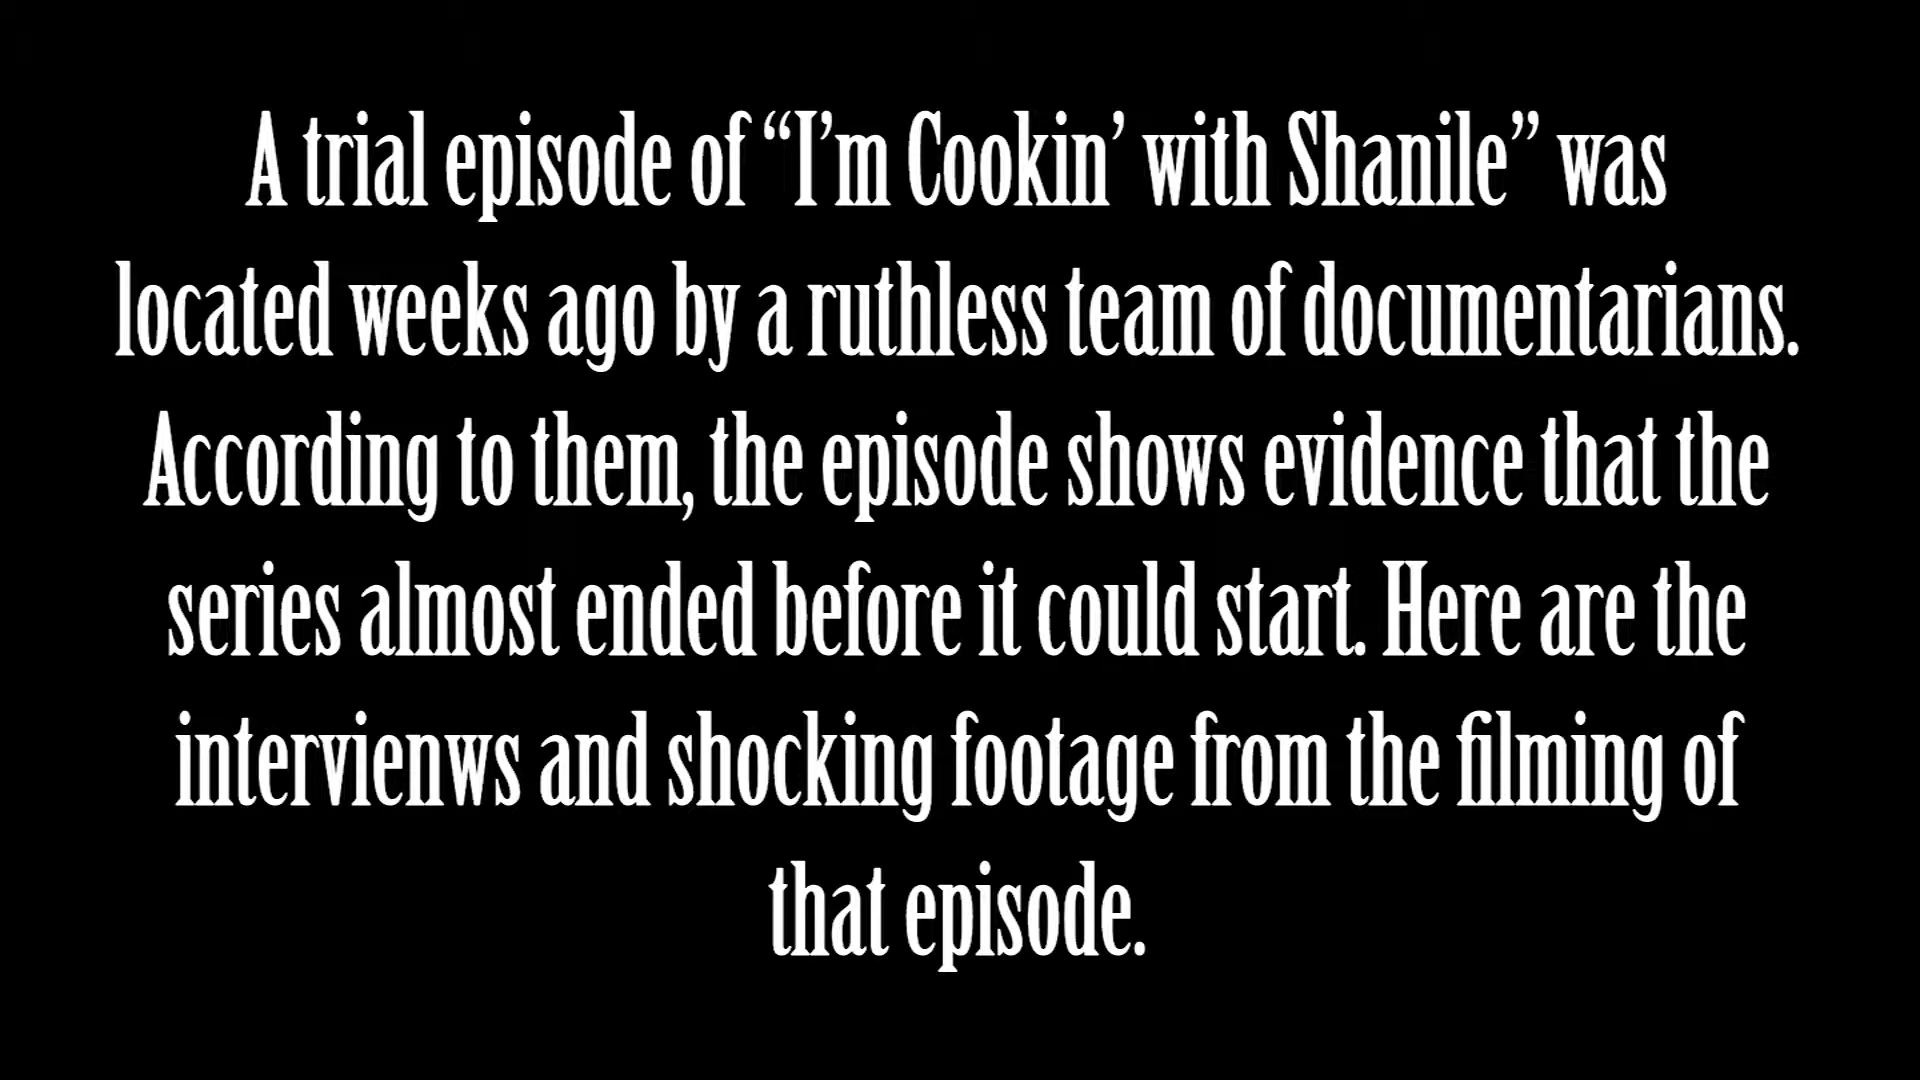 A trial episode of “I’m Cookin’ with Shanile” was
located weeks ago by a ruthless team of documentarians.
According to them, the episode shows evidence that the
series almost ended before it could start. Here are the
intervienws and shocking footage from the filming of
that episode.